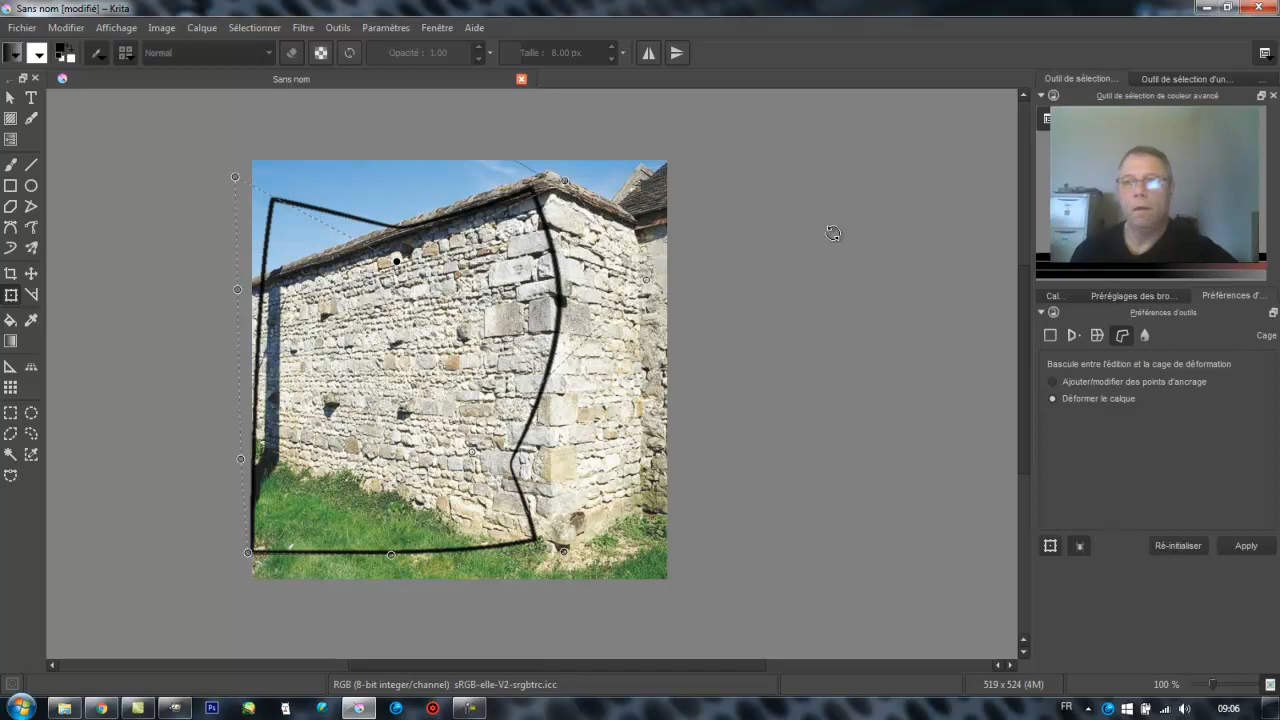 Sans nom [modifié] – Krita
Fichier Modifier Affichage Image Calque Sélectionner Filtre Outils Paramètres Fenêtre Aide
Normal Opacité : 1.00 Taille : 8.00 px
Sans nom
Outil de sélection... Outil de sélection d'un... ...
Outil de sélection de couleur avancé
Cal... Préréglages des bro... Préférences d'...
Préférences d'outils
Cage
Bascule entre l'édition et la cage de déformation
Ajouter/modifier des points d'ancrage
Déformer le calque
Ré-initialiser Apply
RGB (8-bit integer/channel) sRGB-elle-V2-srgbtrc.icc 519 x 524 (4M) 100 %
FR 09:06